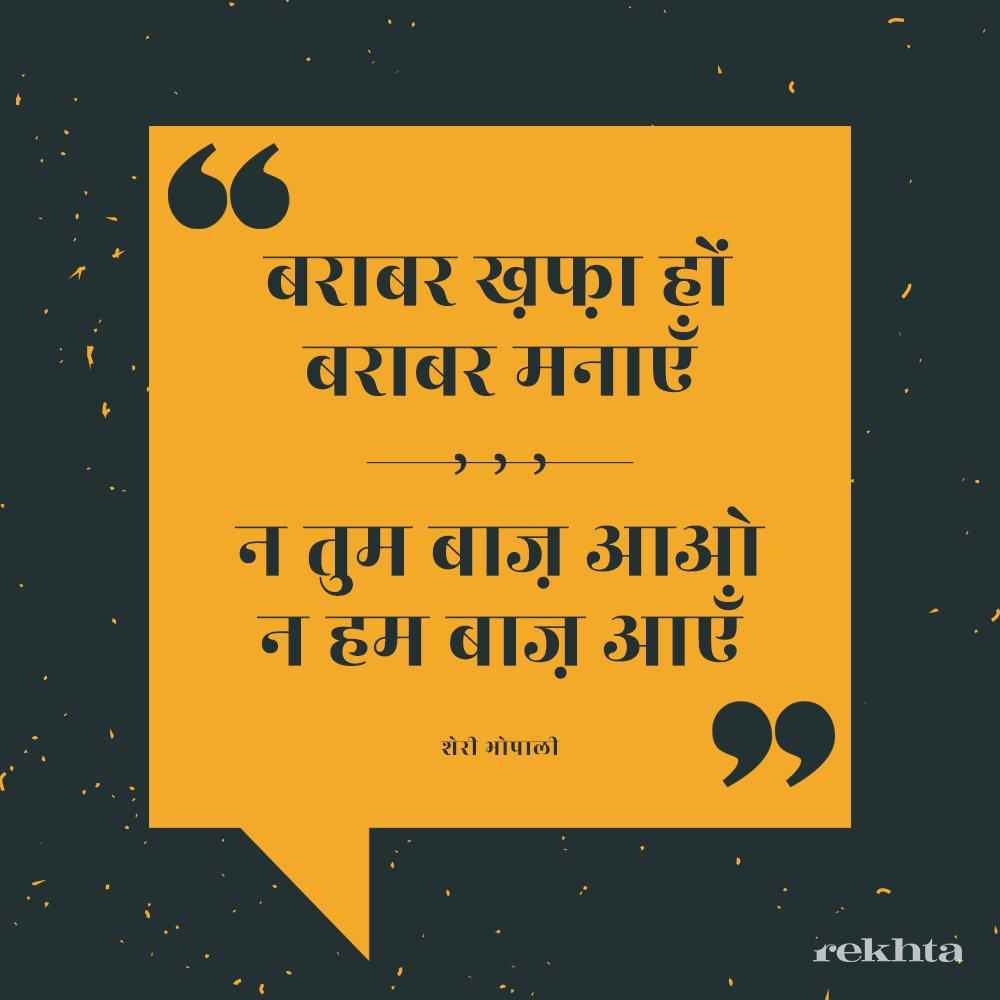 बराबर ख़फ़ा हों
बराबर मनाएँ
न तुम बाज़ आओ
न हम बाज़ आएँ
शेरी भोपाली
rekhta